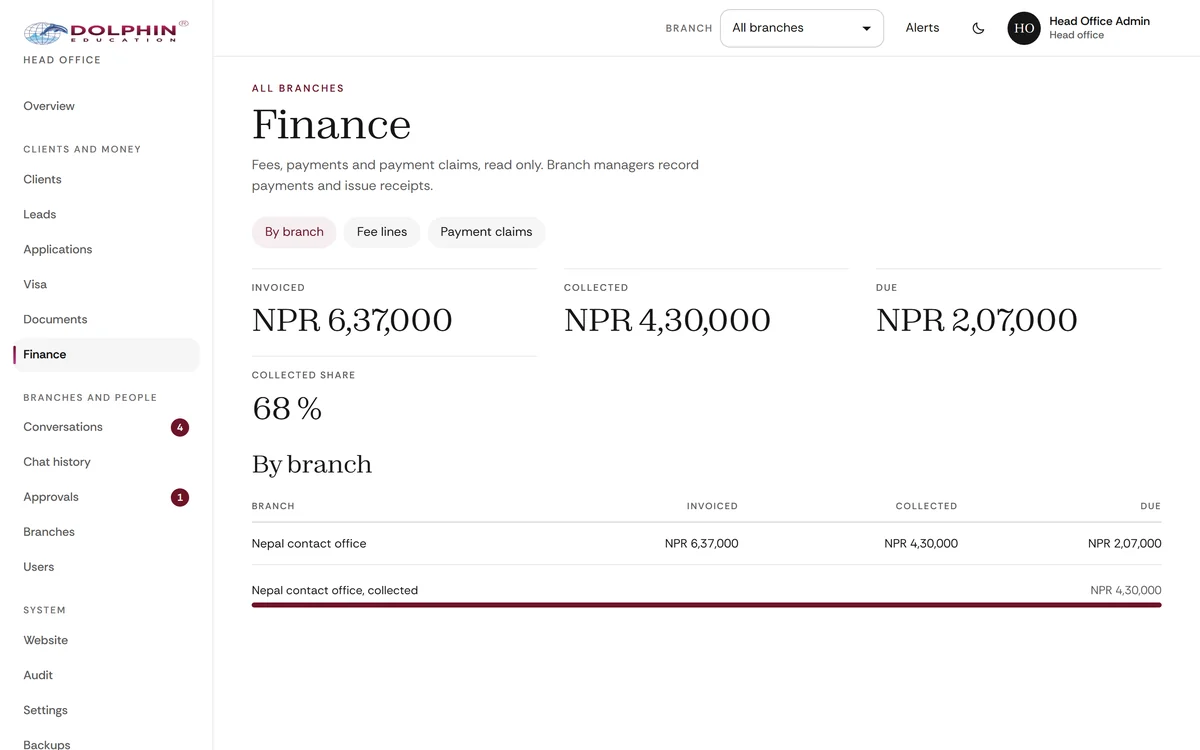 DOLPHIN®
EDUCATION
HEAD OFFICE
Overview
CLIENTS AND MONEY
Clients
Leads
Applications
Visa
Documents
Finance
BRANCHES AND PEOPLE
Conversations 4
Chat history
Approvals 1
Branches
Users
SYSTEM
Website
Audit
Settings
Backups
BRANCH All branches Alerts HO Head Office Admin
Head office
ALL BRANCHES
Finance
Fees, payments and payment claims, read only. Branch managers record
payments and issue receipts.
By branch Fee lines Payment claims
INVOICED COLLECTED DUE
NPR 6,37,000 NPR 4,30,000 NPR 2,07,000
COLLECTED SHARE
68 %
By branch
BRANCH INVOICED COLLECTED DUE
Nepal contact office NPR 6,37,000 NPR 4,30,000 NPR 2,07,000
Nepal contact office, collected NPR 4,30,000